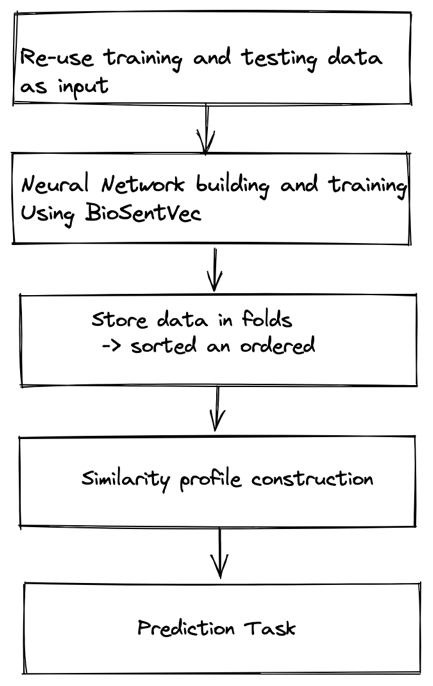 Re-use training and testing data
as input
Neural Network building and training
Using BioSentVec
Store data in folds
-> sorted an ordered
Similarity profile construction
Prediction Task